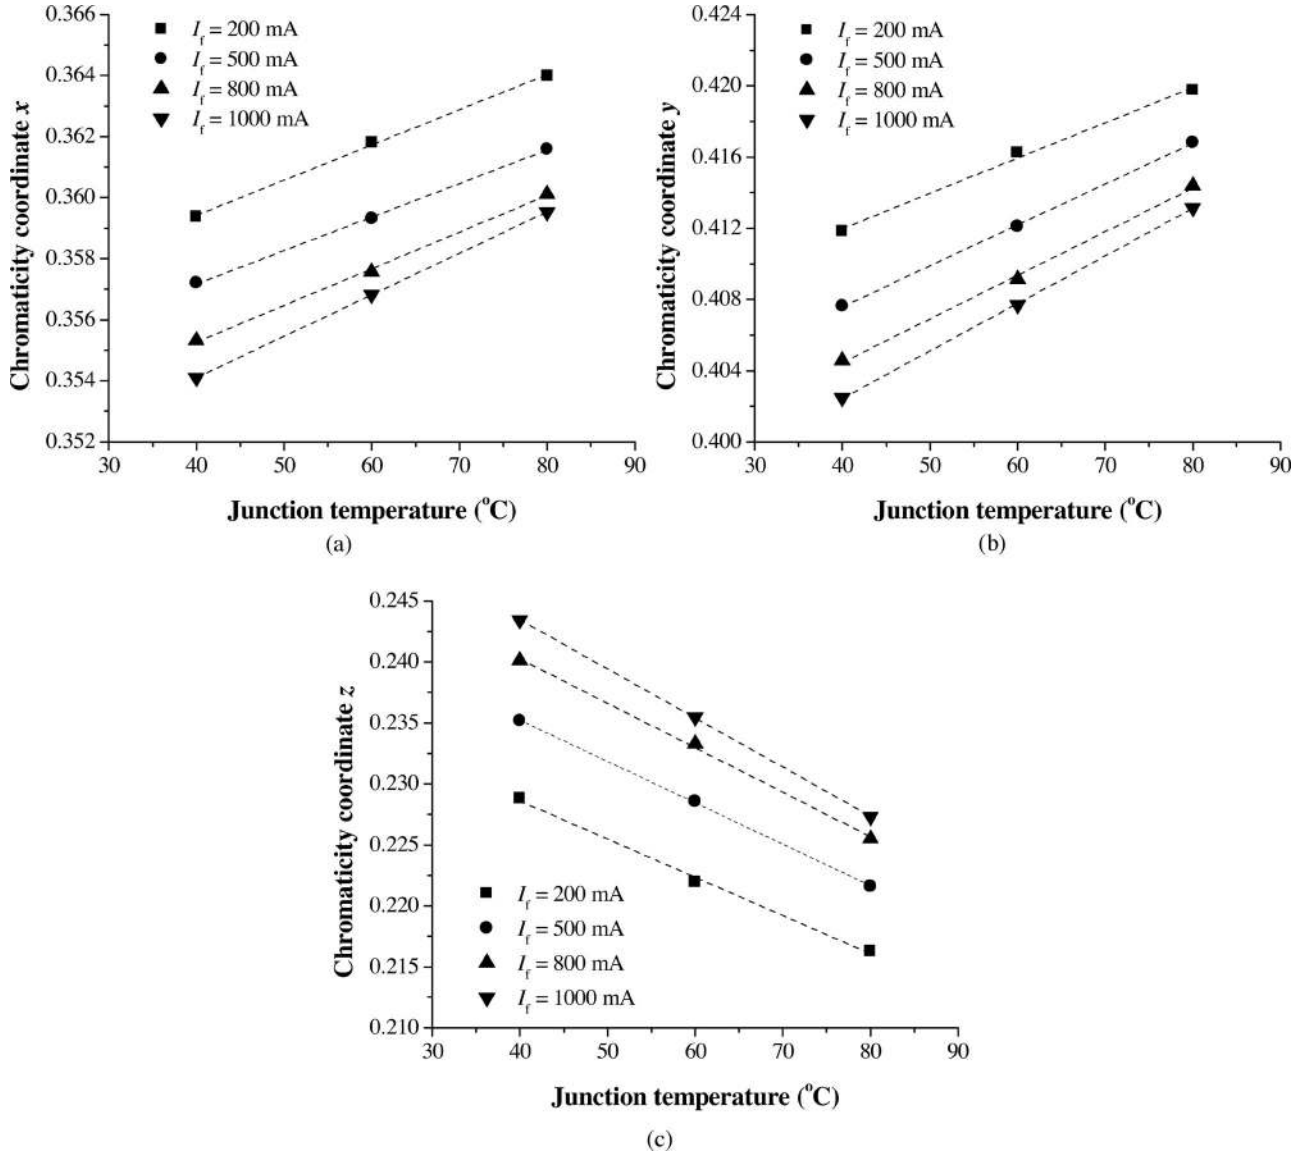 0.366
0.364
0.362
0.360
0.358
0.356
0.354
0.352
Chromaticity coordinate x
If = 200 mA
If = 500 mA
If = 800 mA
If = 1000 mA
30 40 50 60 70 80 90
Junction temperature (oC)
(a)
0.424
0.420
0.416
0.412
0.408
0.404
0.400
Chromaticity coordinate y
If = 200 mA
If = 500 mA
If = 800 mA
If = 1000 mA
30 40 50 60 70 80 90
Junction temperature (oC)
(b)
0.245
0.240
0.235
0.230
0.225
0.220
0.215
0.210
Chromaticity coordinate z
If = 200 mA
If = 500 mA
If = 800 mA
If = 1000 mA
30 40 50 60 70 80 90
Junction temperature (oC)
(c)